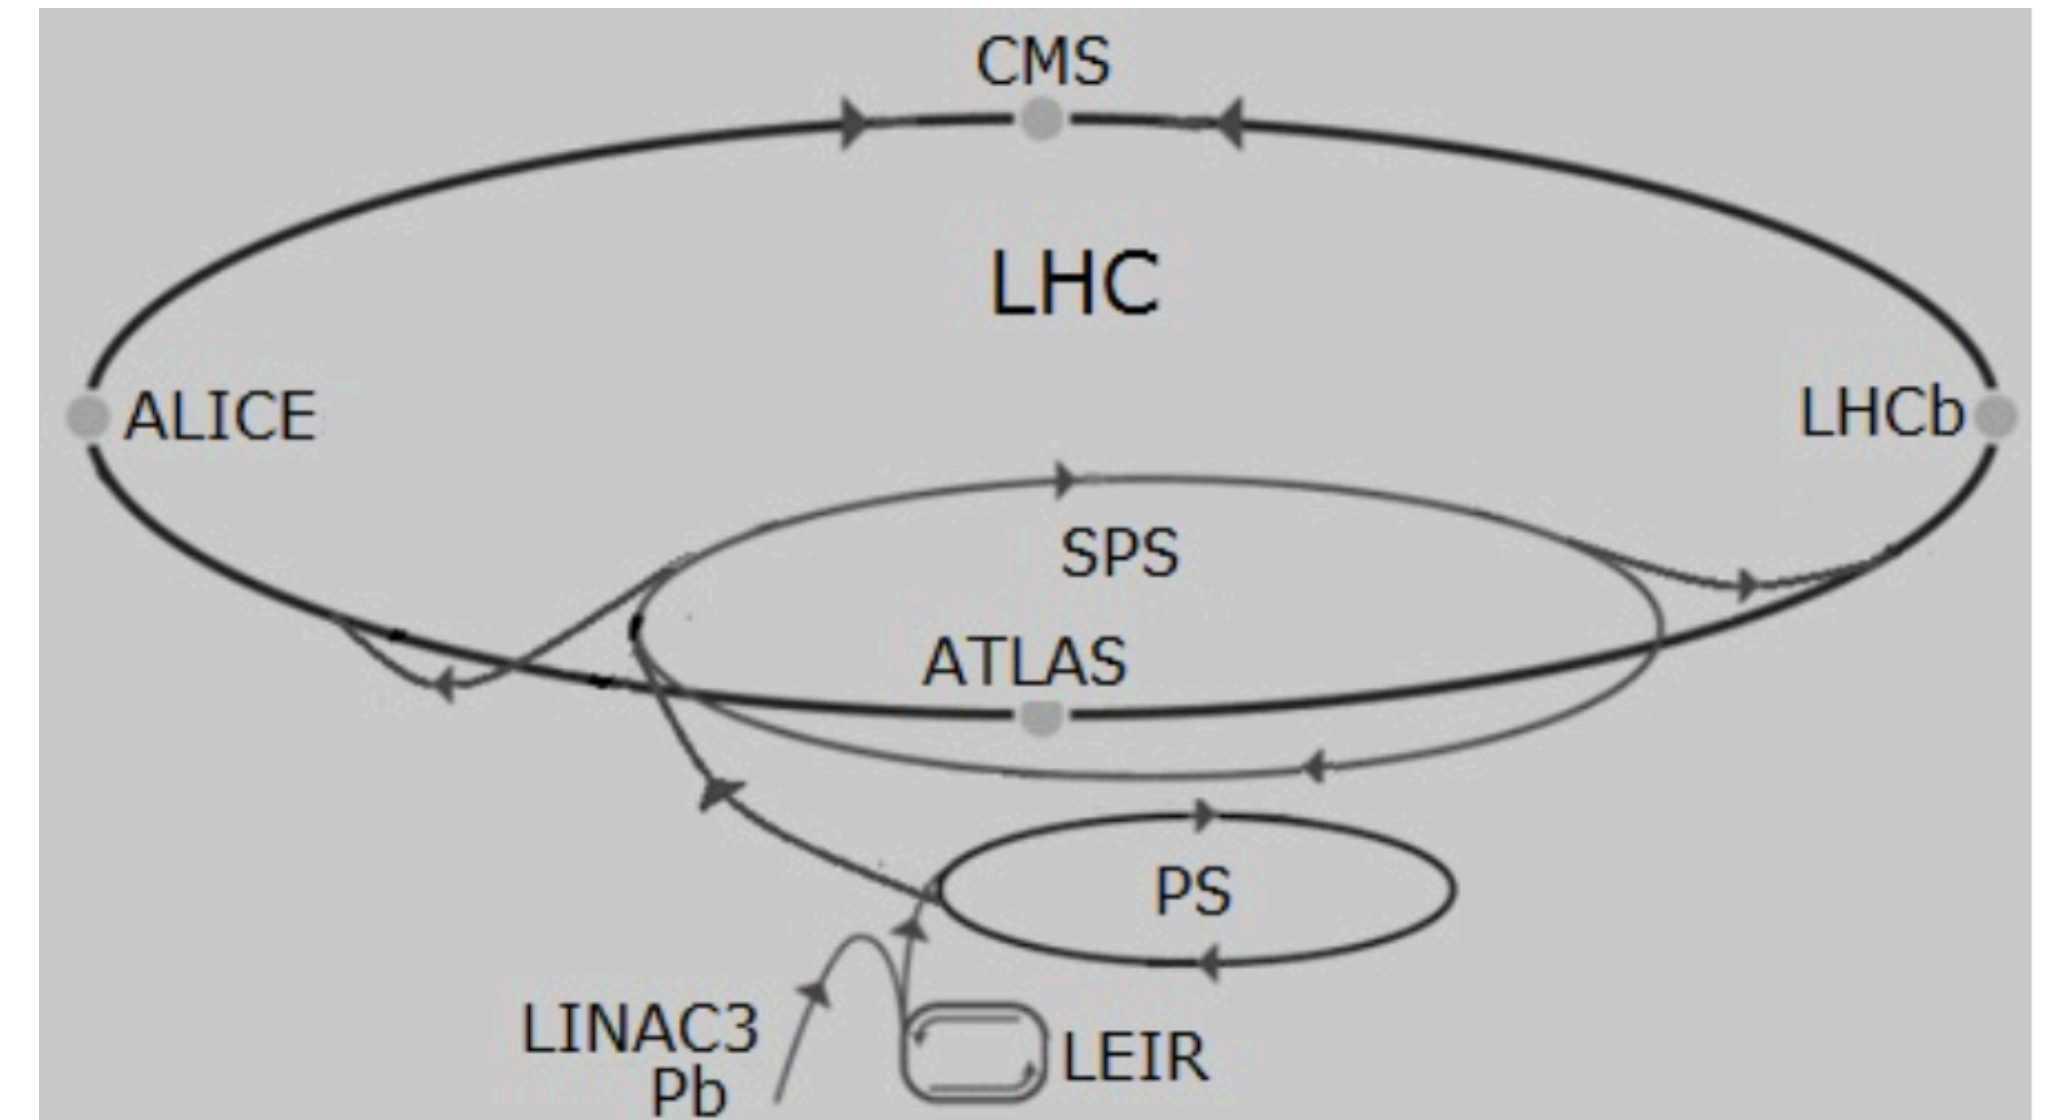 CMS
LHC
ALICE
LHCb
SPS
ATLAS
PS
LINAC3
Pb
LEIR